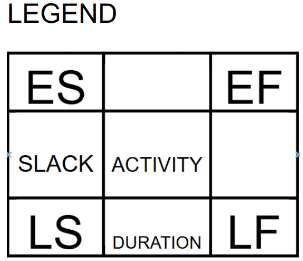 LEGEND
ES EF
SLACK ACTIVITY
LS DURATION LF